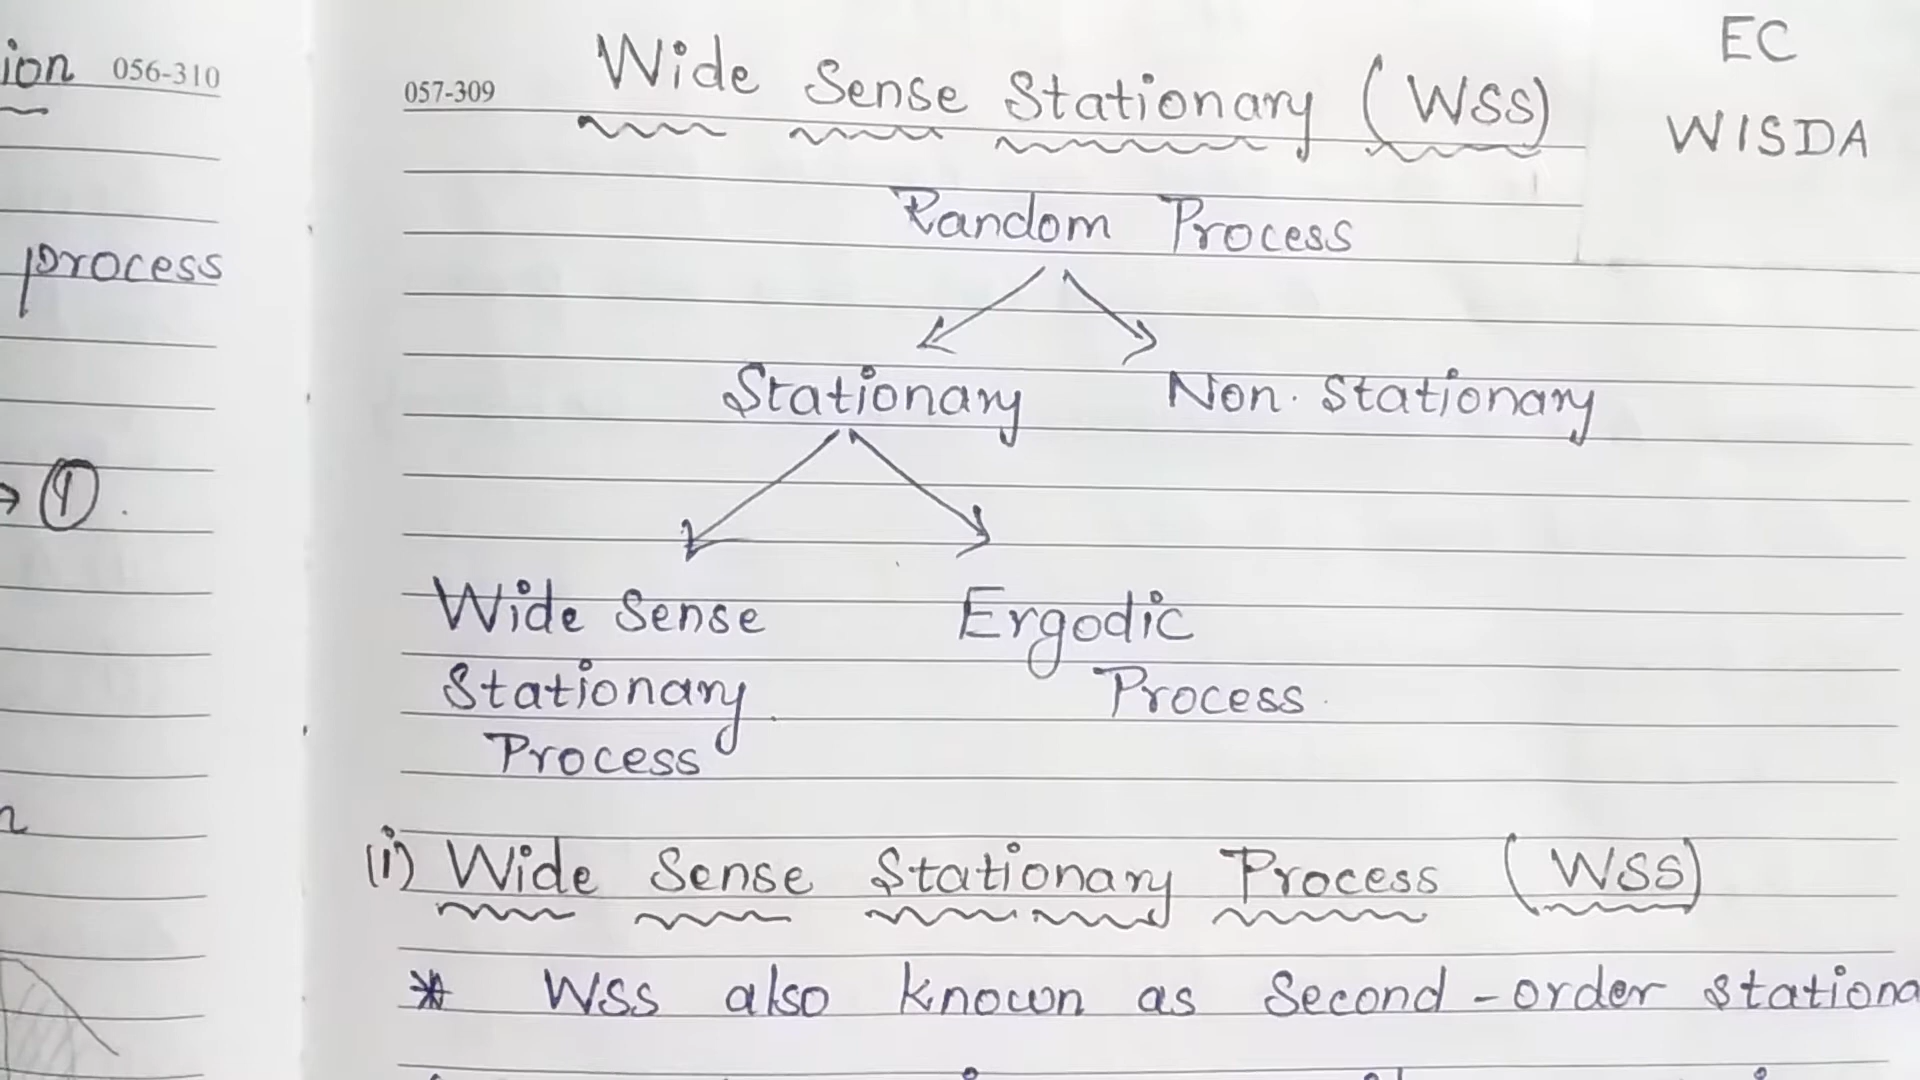 ion 056-310
process
→ ①
057-309 Wide Sense Stationary (WSS)
EC
WISDA
Random Process
Stationary Non-Stationary
Wide Sense Ergodic
Stationary Process.
Process
(i) Wide Sense Stationary Process (WSS)
* WSS also known as Second-order stationa